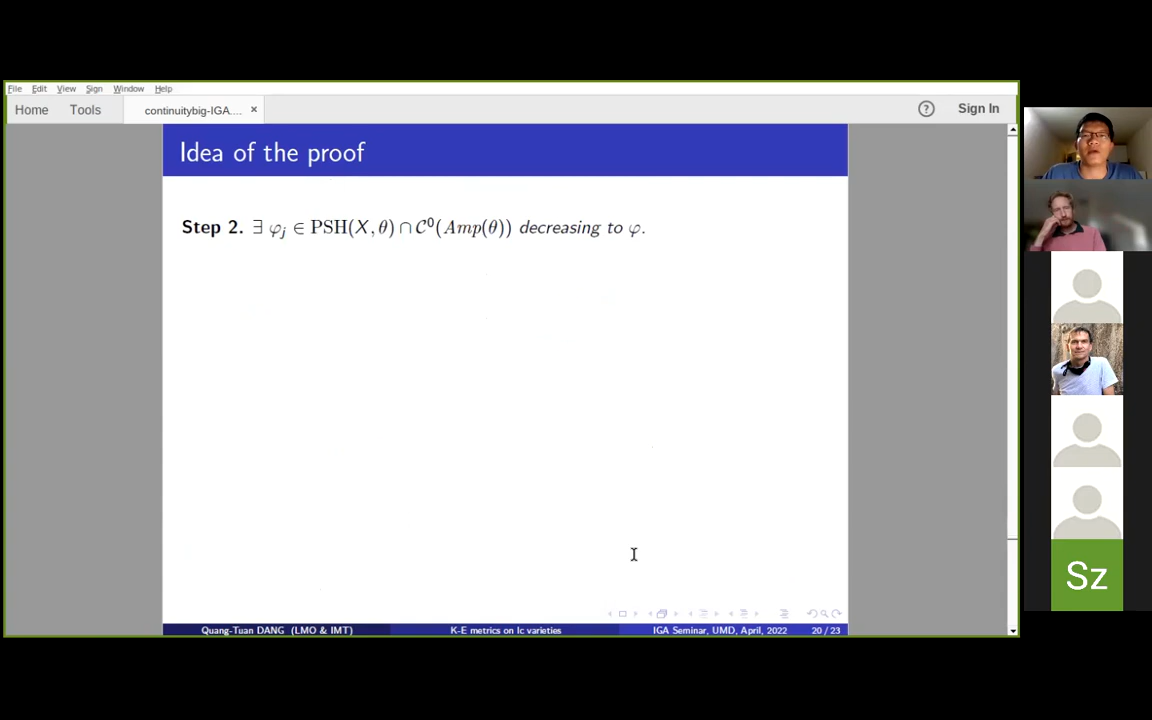 File Edit View Sign Window Help
Home Tools continuitybig-IGA.... × ? Sign In
Idea of the proof
Step 2. ∃ φⱼ ∈ PSH(X, θ) ∩ 𝒞⁰(Amp(θ)) decreasing to φ.
Sz
Quang-Tuan DANG (LMO & IMT) K-E metrics on lc varieties IGA Seminar, UMD, April, 2022 20 / 23